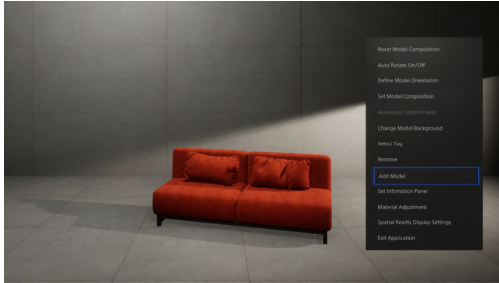 Reset Model Composition
Auto Rotate On/Off
Define Model Orientation
Set Model Composition
Animation Control Panel
Change Model Background
Select Tag
Remove
Add Model
Set Infomation Panel
Material Adjustment
Spatial Reality Display Settings
Exit Application